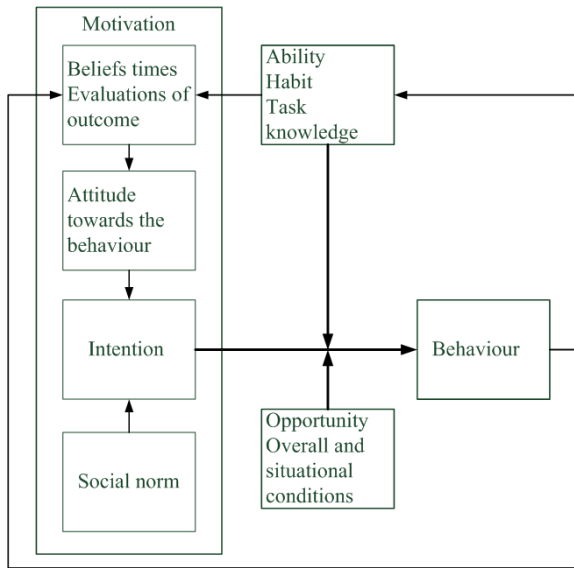 Motivation
Beliefs times
Evaluations of
outcome
Ability
Habit
Task
knowledge
Attitude
towards the
behaviour
Intention
Behaviour
Opportunity
Overall and
situational
conditions
Social norm